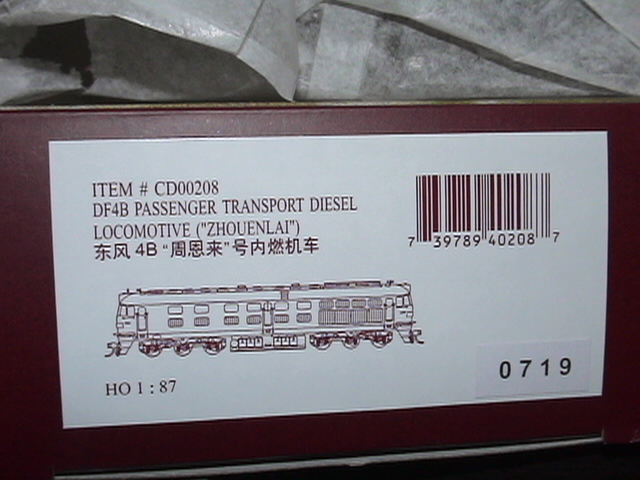 ITEM # CD00208
DF4B PASSENGER TRANSPORT DIESEL
LOCOMOTIVE ("ZHOUENLAI")
东风 4B “周恩来”号内燃机车
7 39789 40208 7
HO 1 : 87
0719